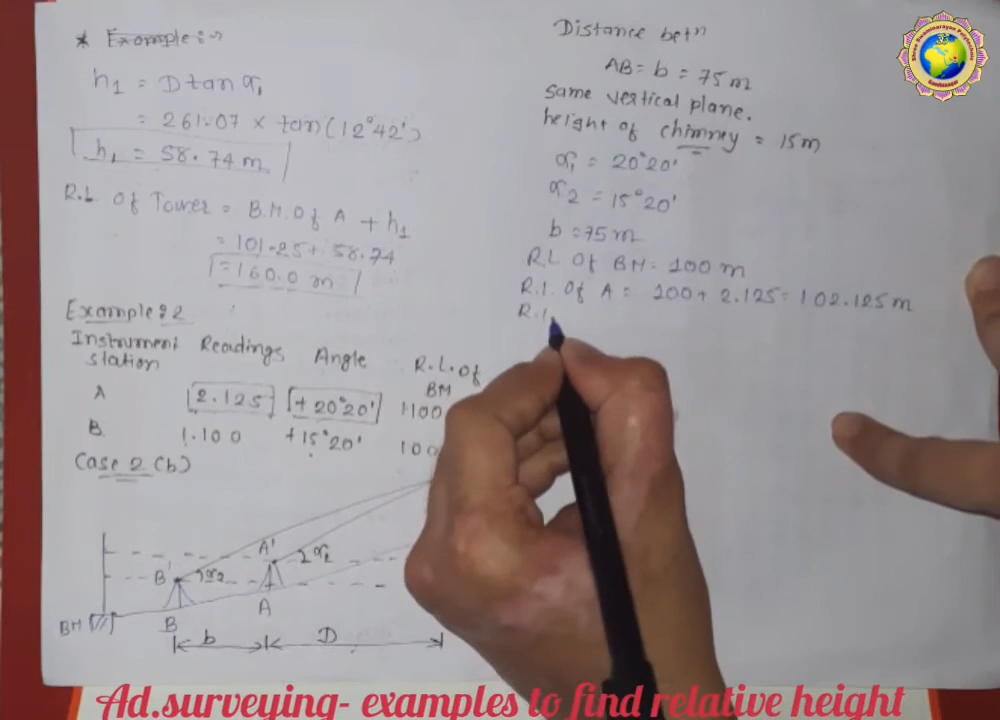 * Example:-
h1 = D tan α1
= 261.07 × tan(12°42')
h1 = 58.74 m
R.L. of Tower = B.M. Of A + h1
= 101.25 + 58.74
= 160.0 m
Example: 2
Instrument station Readings Angle R.L. Of BM
A 2.125 + 20°20' 100
B. 1.100 +15°20' 100
Case 2 (b)
A'
B'
α2
BM
B
A
b
D
Distance betn
AB = b = 75 m
same vertical plane.
height of chimney = 15m
α1 = 20°20'
α2 = 15°20'
b = 75 m
R.L Of BM = 100 m
R.L. Of A = 100 + 2.125 = 102.125 m
R.L
Ad.surveying- examples to find relative height